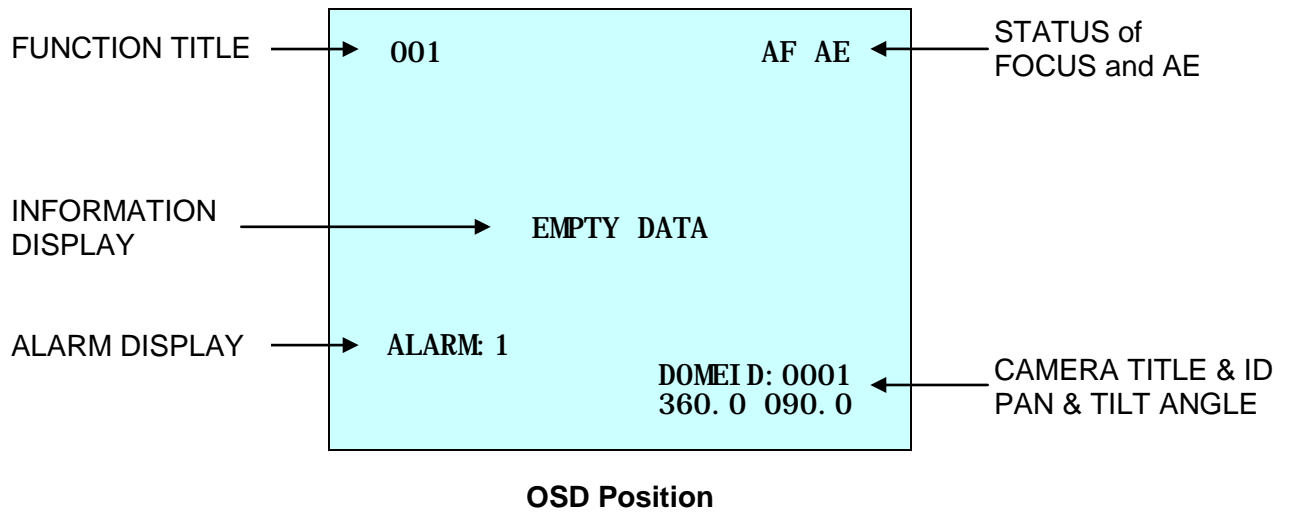 FUNCTION TITLE
001
AF AE
STATUS of
FOCUS and AE
INFORMATION
DISPLAY
EMPTY DATA
ALARM DISPLAY
ALARM: 1
DOMEID: 0001
360.0 090.0
CAMERA TITLE & ID
PAN & TILT ANGLE
OSD Position